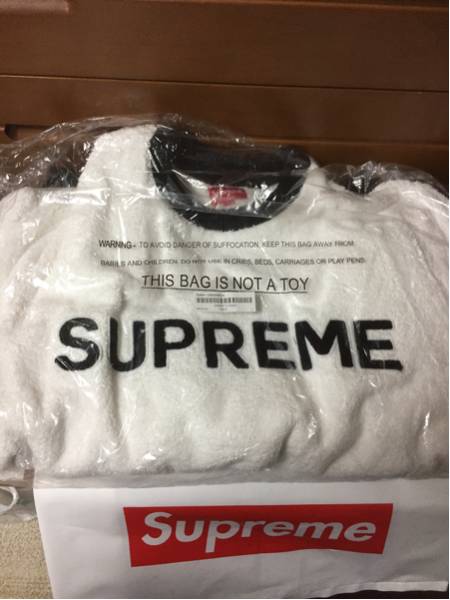 WARNING- TO AVOID DANGER OF SUFFOCATION, KEEP THIS BAG AWAY FROM
BABIES AND CHILDREN. DO NOT USE IN CRIBS, BEDS, CARRIAGES OR PLAY PENS.
THIS BAG IS NOT A TOY
SUPREME
Supreme